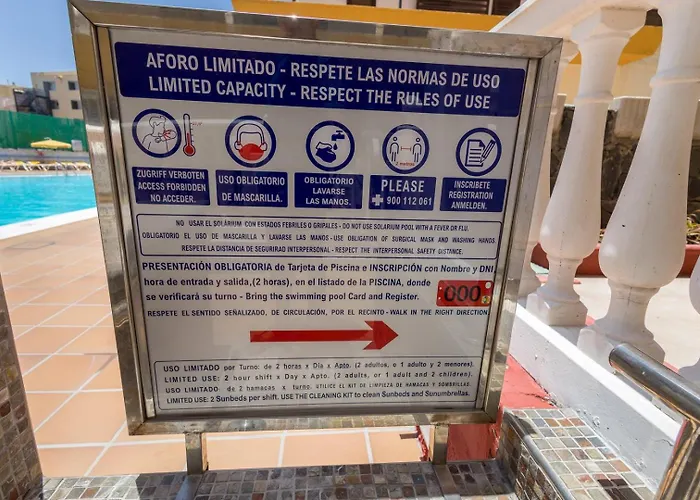 AFORO LIMITADO - RESPETE LAS NORMAS DE USO
LIMITED CAPACITY - RESPECT THE RULES OF USE
2 metros
ZUGRIFF VERBOTEN
ACCESS FORBIDDEN
NO ACCEDER.
USO OBLIGATORIO
DE MASCARILLA.
OBLIGATORIO
LAVARSE
LAS MANOS.
PLEASE
900 112 061
INSCRIBETE
REGISTRATION
ANMELDEN.
NO USAR EL SOLÁRIUM CON ESTADOS FEBRILES O GRIPALES - DO NOT USE SOLARIUM POOL WITH A FEVER OR FLU.
OBLIGATORIO EL USO DE MASCARILLA Y LAVARSE LAS MANOS - USE OBLIGATION OF SURGICAL MASK AND WASHING HANDS
RESPETE LA DISTANCIA DE SEGURIRAD INTERPERSONAL - RESPECT THE INTERPERSONAL SAFETY DISTANCE.
PRESENTACIÓN OBLIGATORIA de Tarjeta de Piscina e INSCRIPCIÓN con Nombre y DNI
hora de entrada y salida,(2 horas), en el listado de la PISCINA, donde
se verificará su turno - Bring the swimming pool Card and Register.
000
RESPETE EL SENTIDO SEÑALIZADO, DE CIRCULACIÓN, POR EL RECINTO - WALK IN THE RIGHT DIRECTION
USO LIMITADO por Turno: de 2 horas x Dia x Apto. (2 adultos, o 1 adulto y 2 menores).
LIMITED USE: 2 hour shift x Day x Apto. (2 adults, or 1 adult and 2 children).
USO LIMITADO: de 2 hamacas x turno. UTILICE EL KIT DE LIMPIEZA DE HAMACAS Y SOMBRILLAS.
LIMITED USE: 2 Sunbeds per shift. USE THE CLEANING KIT to clean Sunbeds and Sunumbrellas.